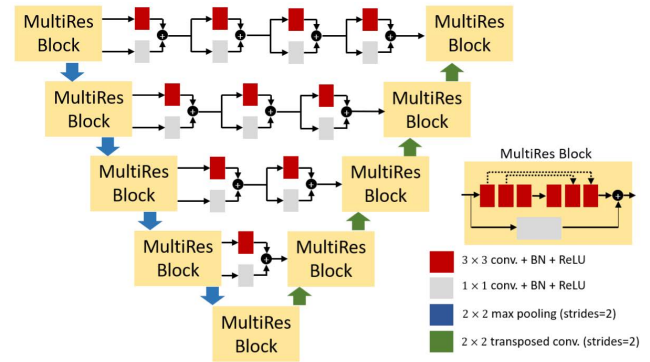 MultiRes
Block
MultiRes
Block
MultiRes
Block
MultiRes
Block
MultiRes
Block
MultiRes
Block
MultiRes Block
MultiRes
Block
MultiRes
Block
3 × 3 conv. + BN + ReLU
1 × 1 conv. + BN + ReLU
MultiRes
Block
2 × 2 max pooling (strides=2)
2 × 2 transposed conv. (strides=2)